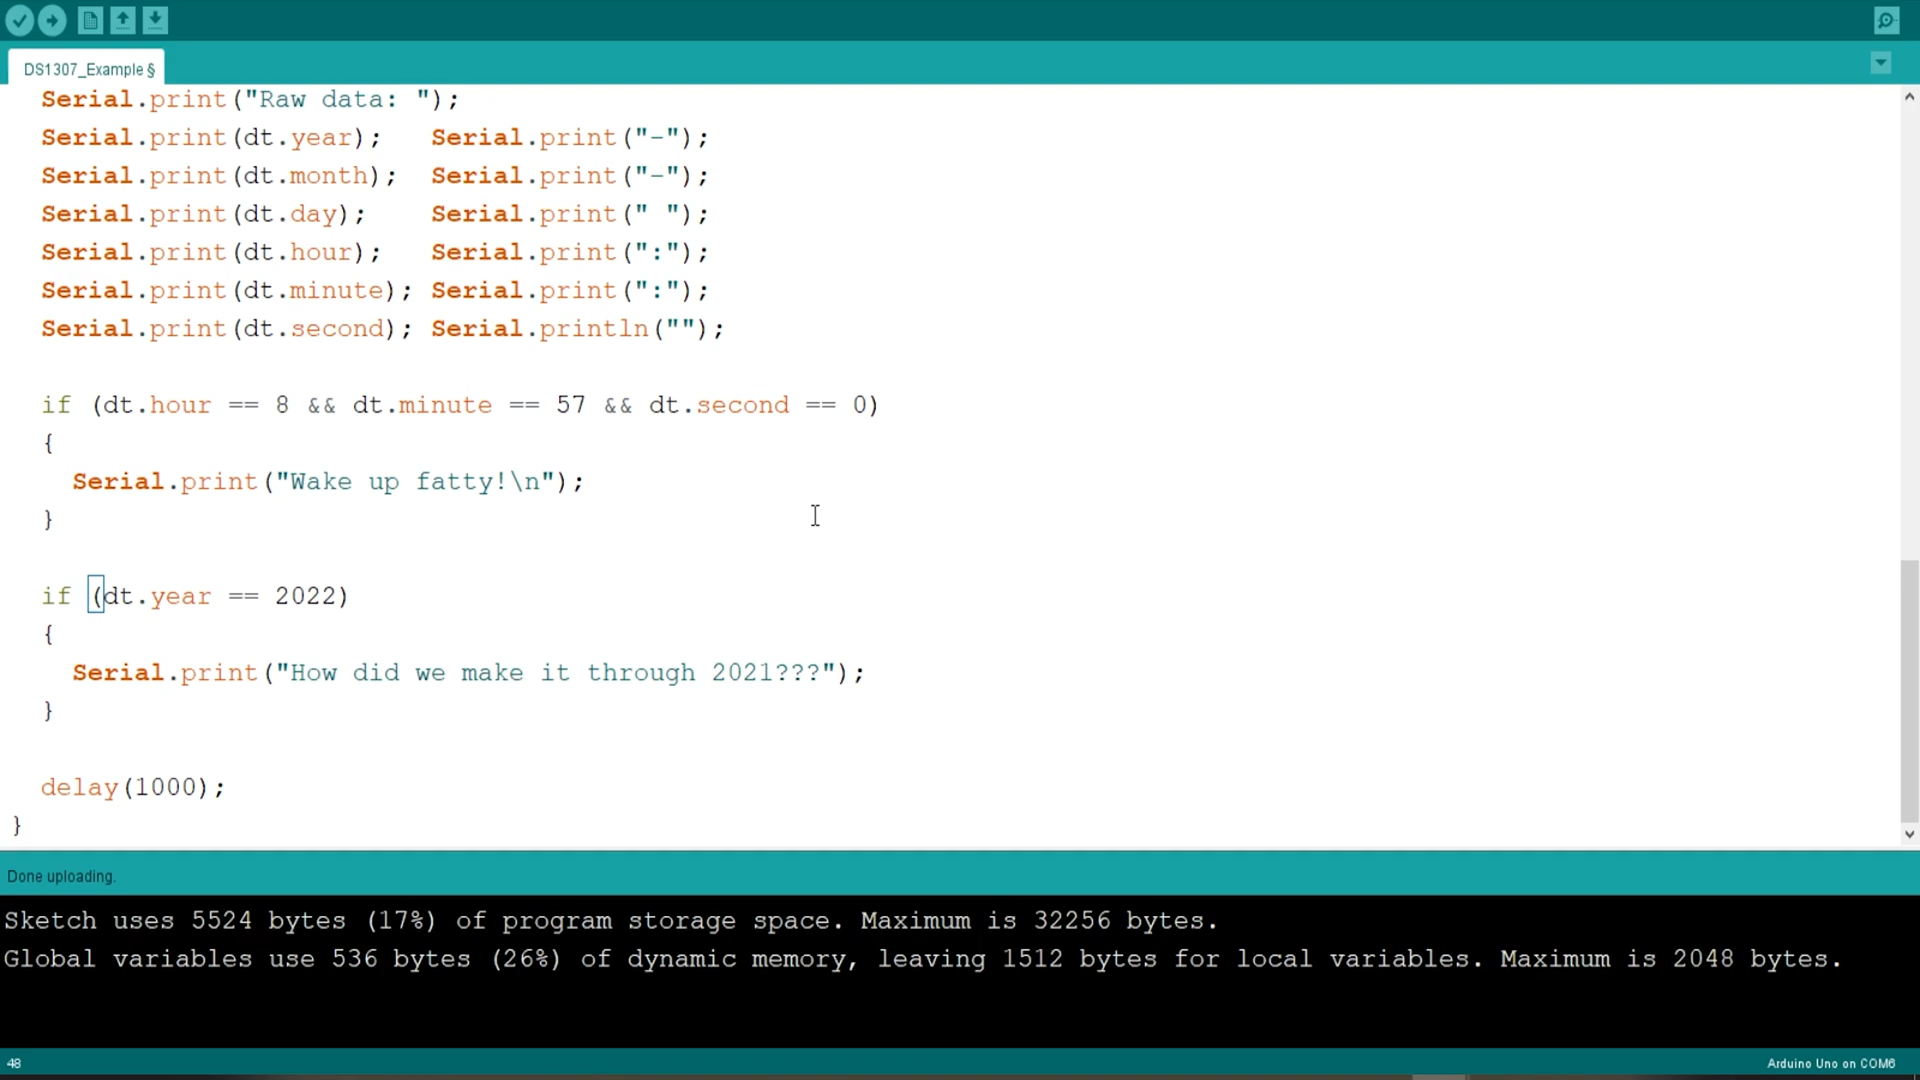 DS1307_Example §
Serial.print("Raw data: ");
Serial.print(dt.year);   Serial.print("-");
Serial.print(dt.month);  Serial.print("-");
Serial.print(dt.day);    Serial.print(" ");
Serial.print(dt.hour);   Serial.print(":");
Serial.print(dt.minute); Serial.print(":");
Serial.print(dt.second); Serial.println("");
if (dt.hour == 8 && dt.minute == 57 && dt.second == 0)
{
Serial.print("Wake up fatty!\n");
}
if (dt.year == 2022)
{
Serial.print("How did we make it through 2021???");
}
delay(1000);
}
Done uploading.
Sketch uses 5524 bytes (17%) of program storage space. Maximum is 32256 bytes.
Global variables use 536 bytes (26%) of dynamic memory, leaving 1512 bytes for local variables. Maximum is 2048 bytes.
48
Arduino Uno on COM6